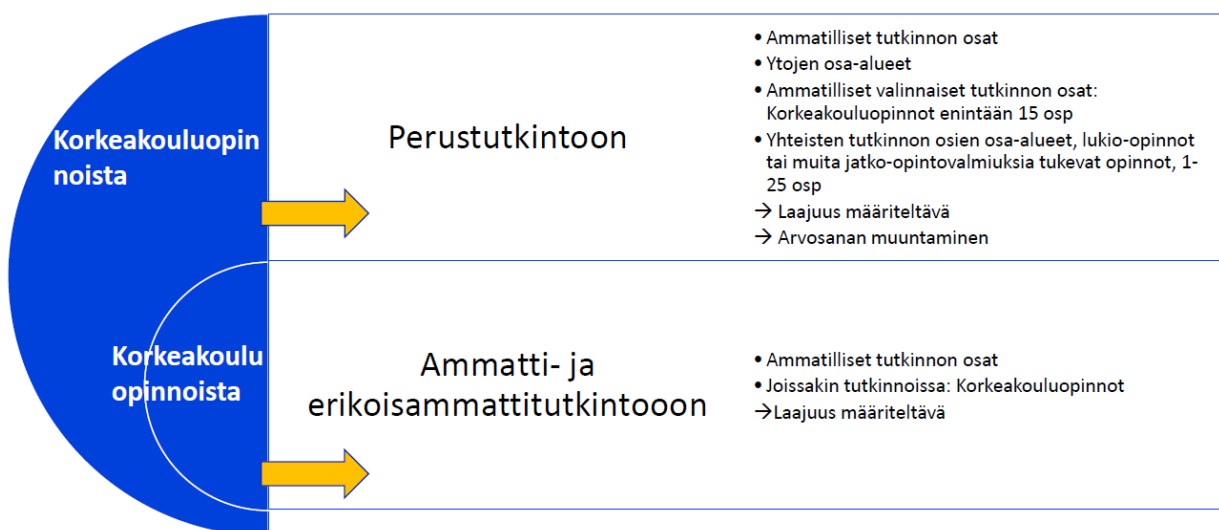 Korkeakouluopin
noista
Perustutkintoon
• Ammatilliset tutkinnon osat
• Ytojen osa-alueet
• Ammatilliset valinnaiset tutkinnon osat:
Korkeakouluopinnot enintään 15 osp
• Yhteisten tutkinnon osien osa-alueet, lukio-opinnot
tai muita jatko-opintovalmiuksia tukevat opinnot, 1-
25 osp
→ Laajuus määriteltävä
→ Arvosanan muuntaminen
Korkeakoulu
opinnoista
Ammatti- ja
erikoisammattitutkintooon
• Ammatilliset tutkinnon osat
• Joissakin tutkinnoissa: Korkeakouluopinnot
→Laajuus määriteltävä